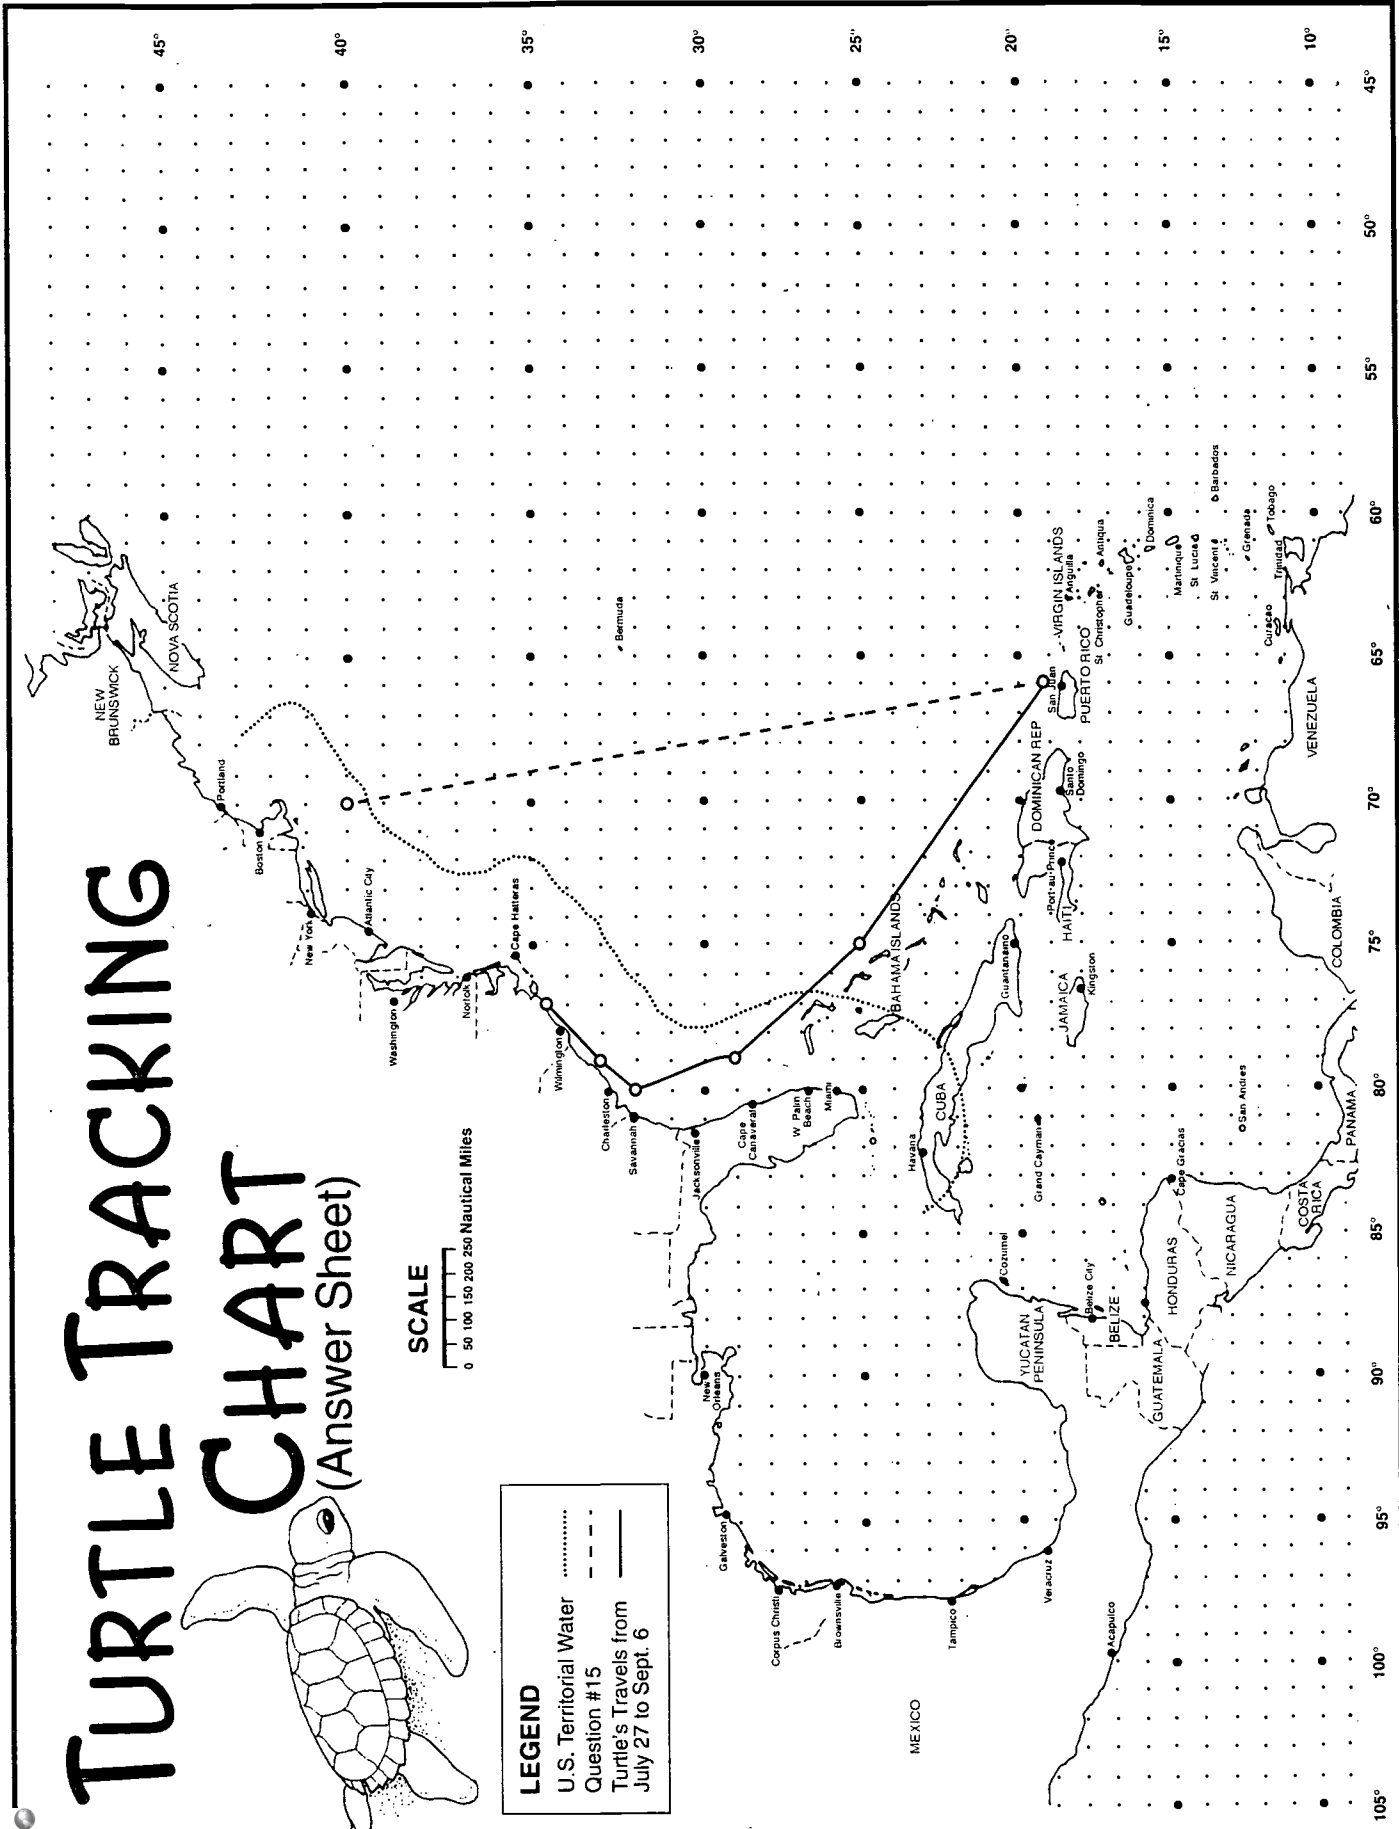 TURTLE TRACKING
CHART
(Answer Sheet)
SCALE
0 50 100 150 200 250 Nautical Miles
LEGEND
U.S. Territorial Water
Question #15
Turtle's Travels from
July 27 to Sept. 6
45°
40°
35°
30°
25°
20°
15°
10°
105°
100°
95°
90°
85°
80°
75°
70°
65°
60°
55°
50°
45°
NEW
BRUNSWICK
NOVA SCOTIA
Portland
Boston
New York
Atlantic City
Washington
Norfolk
Cape Hatteras
Wilmington
Charleston
Savannah
Jacksonville
Cape
Canaveral
W Palm
Beach
Miami
Bermuda
New
Orleans
Galveston
Corpus Christi
Brownsville
Tampico
Veracruz
Acapulco
MEXICO
YUCATAN
PENINSULA
Cozumel
Belize City
BELIZE
GUATEMALA
HONDURAS
NICARAGUA
Cape Gracias
COSTA
RICA
PANAMA
San Andres
Grand Cayman
Havana
CUBA
Guantanamo
BAHAMA ISLANDS
JAMAICA
Kingston
HAITI
Port-au-Prince
DOMINICAN REP
Santo
Domingo
San Juan
PUERTO RICO
VIRGIN ISLANDS
Anguilla
St Christopher
Antiqua
Guadeloupe
Dominica
Martinique
St Lucia
St Vincent
Barbados
Grenada
Tobago
Trinidad
Curacao
VENEZUELA
COLOMBIA